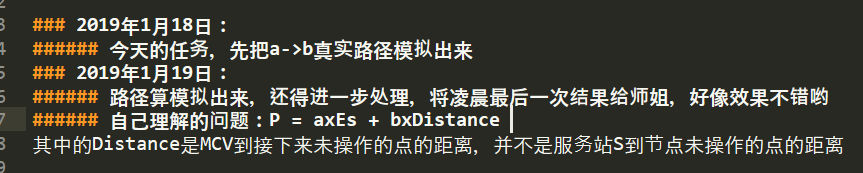 3 ### 2019年1月18日：
4 ###### 今天的任务，先把a->b真实路径模拟出来
5 ### 2019年1月19日：
6 ###### 路径算模拟出来，还得进一步处理，将凌晨最后一次结果给师姐，好像效果不错哟
7 ###### 自己理解的问题：P = axEs + bxDistance
8 其中的Distance是MCV到接下来未操作的点的距离，并不是服务站S到节点未操作的点的距离